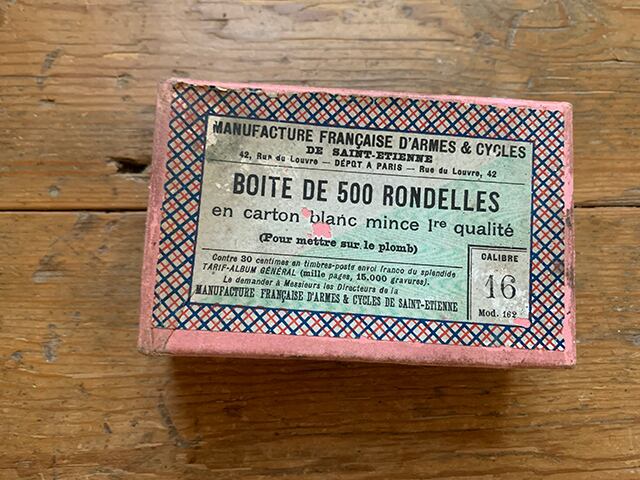 MANUFACTURE FRANÇAISE D'ARMES & CYCLES
DE SAINT-ETIENNE
42, Rue du Louvre — DÉPOT A PARIS — Rue du Louvre, 42
BOITE DE 500 RONDELLES
en carton blanc mince 1re qualité
(Pour mettre sur le plomb)
Contre 30 centimes en timbres-poste envoi franco du splendide
TARIF-ALBUM GÉNÉRAL (mille pages, 15.000 gravures).
Le demander à Messieurs les Directeurs de la
MANUFACTURE FRANÇAISE D'ARMES & CYCLES DE SAINT-ETIENNE
CALIBRE
16
Mod. 162